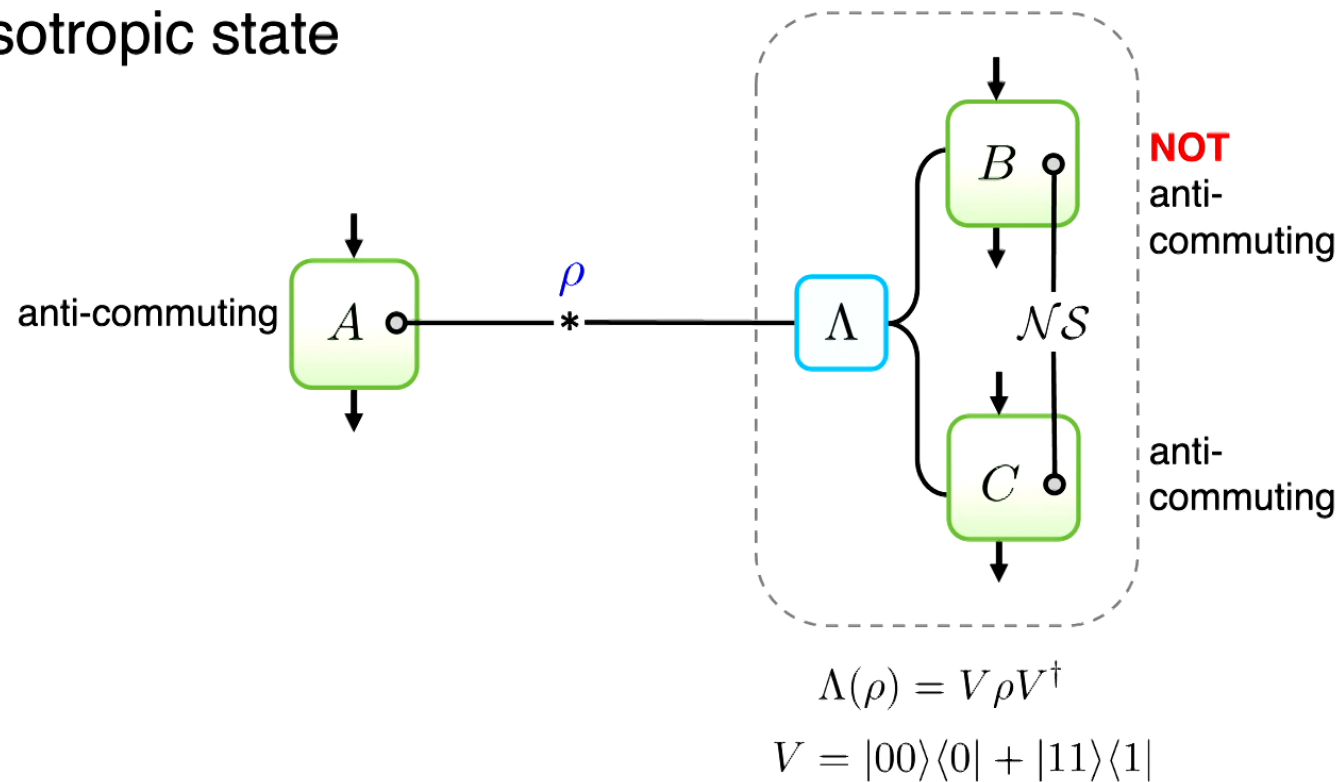 sotropic state
B
NOT
anti-
commuting
ρ
anti-commuting
A
*
Λ
NS
C
anti-
commuting
Λ(ρ) = VρV†
V = |00⟩⟨0| + |11⟩⟨1|